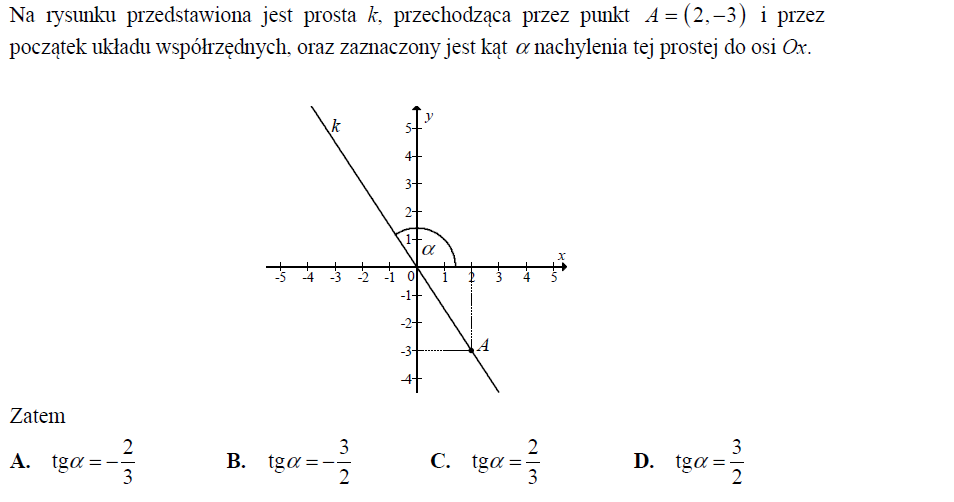 Na rysunku przedstawiona jest prosta k, przechodząca przez punkt A = (2,−3) i przez
początek układu współrzędnych, oraz zaznaczony jest kąt α nachylenia tej prostej do osi Ox.
k
y
5
4
3
2
1
α
x
-5 -4 -3 -2 -1 0 1 2 3 4 5
-1
-2
-3
A
-4
Zatem
A. tgα = −2/3 B. tgα = −3/2 C. tgα = 2/3 D. tgα = 3/2